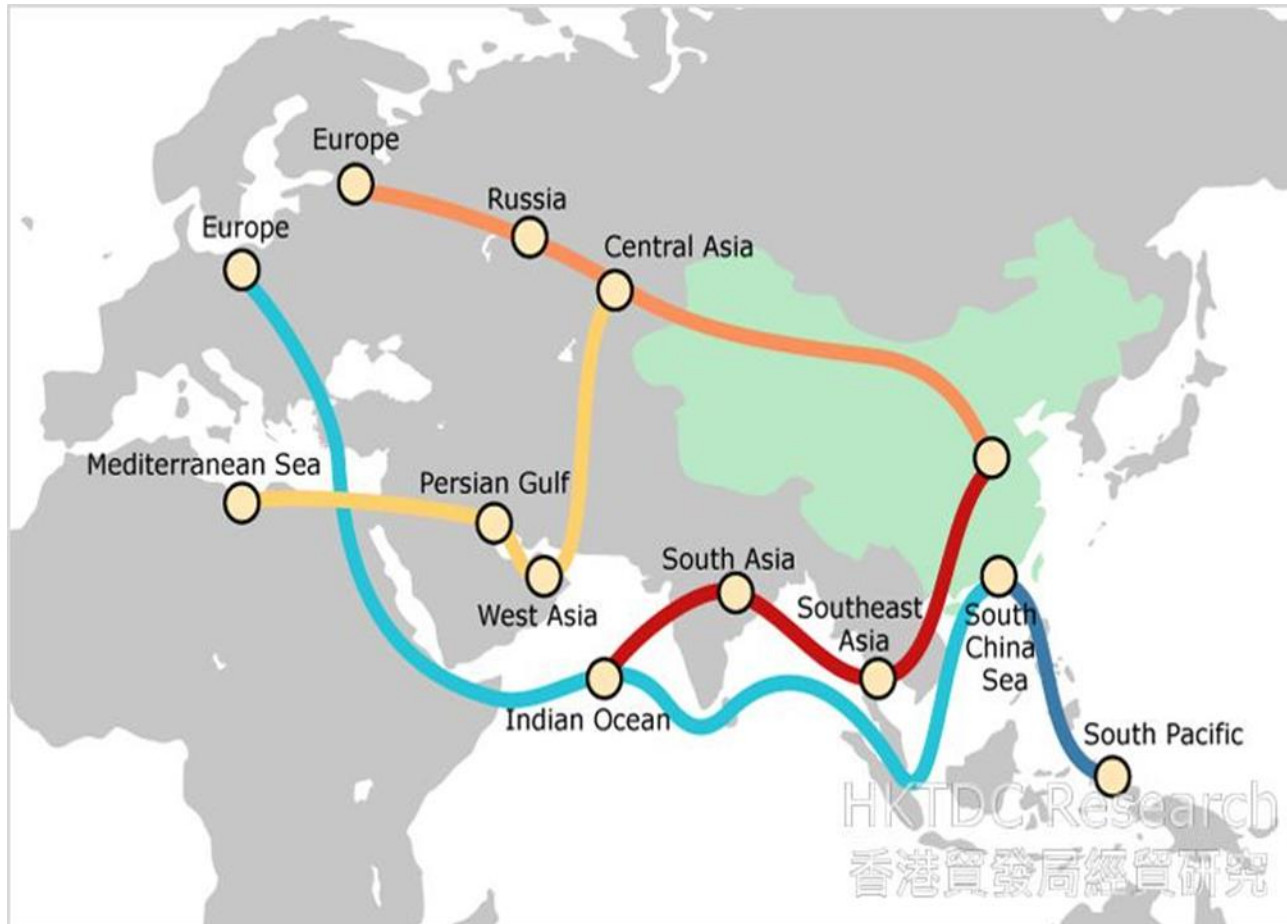 Europe
Russia
Europe
Central Asia
Mediterranean Sea
Persian Gulf
South Asia
West Asia
Southeast
Asia
South
China
Sea
Indian Ocean
South Pacific
HKTDC Research
香港貿發局經貿研究